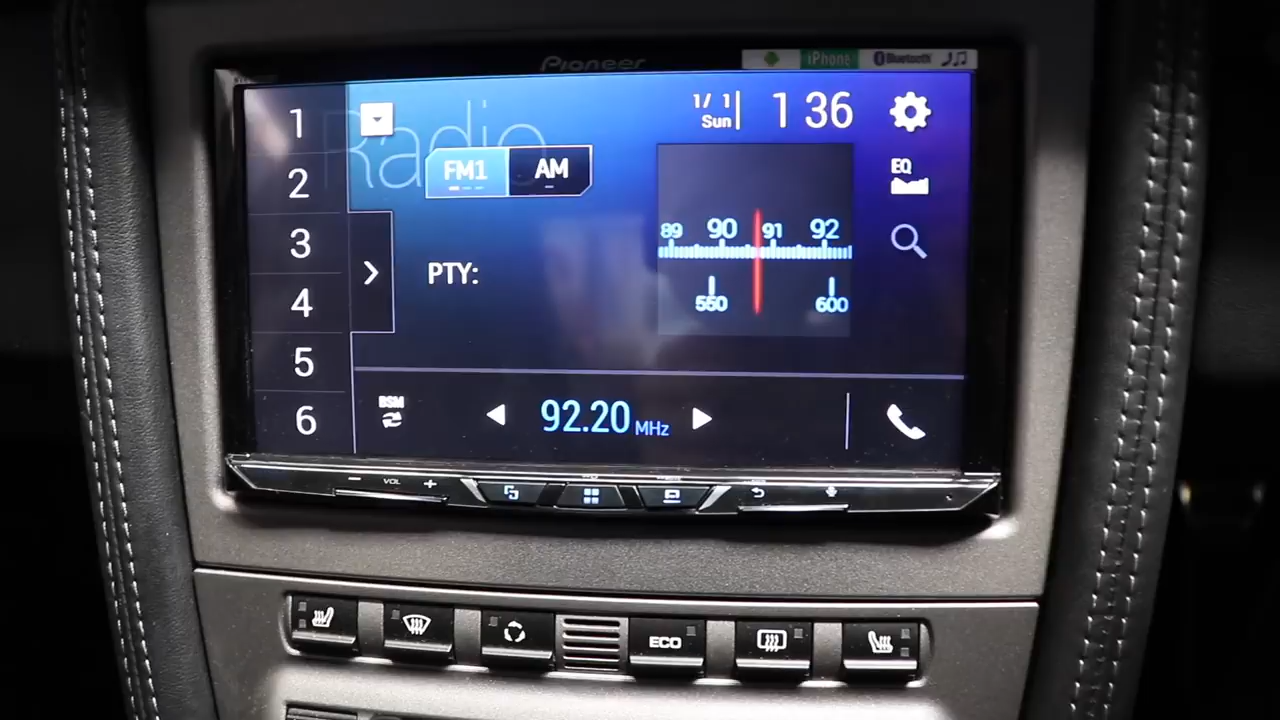 Pioneer
iPhone Bluetooth
Radio
1/ 1
Sun
1 36
FM1 AM
EQ
1
2
3
4
5
6
89 90 91 92
550 600
PTY:
BSM
92.20 MHz
VOL
ECO